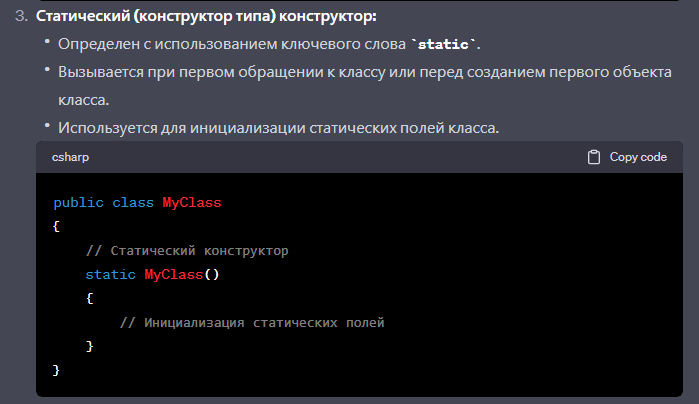 3. Статический (конструктор типа) конструктор:
• Определен с использованием ключевого слова `static`.
• Вызывается при первом обращении к классу или перед созданием первого объекта
класса.
• Используется для инициализации статических полей класса.
csharp Copy code
public class MyClass
{
    // Статический конструктор
    static MyClass()
    {
        // Инициализация статических полей
    }
}